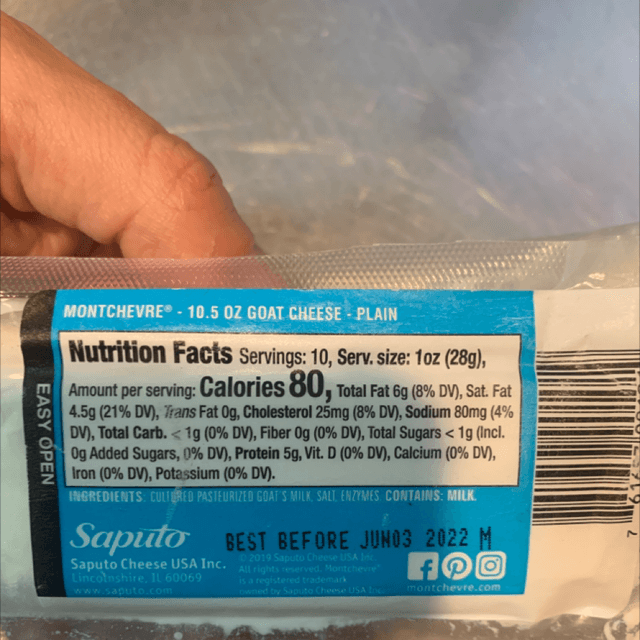 MONTCHEVRE® - 10.5 OZ GOAT CHEESE - PLAIN
Nutrition Facts Servings: 10, Serv. size: 1oz (28g),
Amount per serving: Calories 80, Total Fat 6g (8% DV), Sat. Fat
4.5g (21% DV), Trans Fat 0g, Cholesterol 25mg (8% DV), Sodium 80mg (4%
DV), Total Carb. < 1g (0% DV), Fiber 0g (0% DV), Total Sugars < 1g (Incl.
0g Added Sugars, 0% DV), Protein 5g, Vit. D (0% DV), Calcium (0% DV),
Iron (0% DV), Potassium (0% DV).
INGREDIENTS: CULTURED PASTEURIZED GOAT'S MILK, SALT, ENZYMES. CONTAINS: MILK.
EASY OPEN
Saputo
BEST BEFORE JUN03 2022 M
Saputo Cheese USA Inc.
Lincolnshire, IL 60069
www.saputo.com
©2019 Saputo Cheese USA Inc.
All rights reserved. Montchevre®
is a registered trademark
owned by Saputo Cheese USA Inc.
montchevre.com